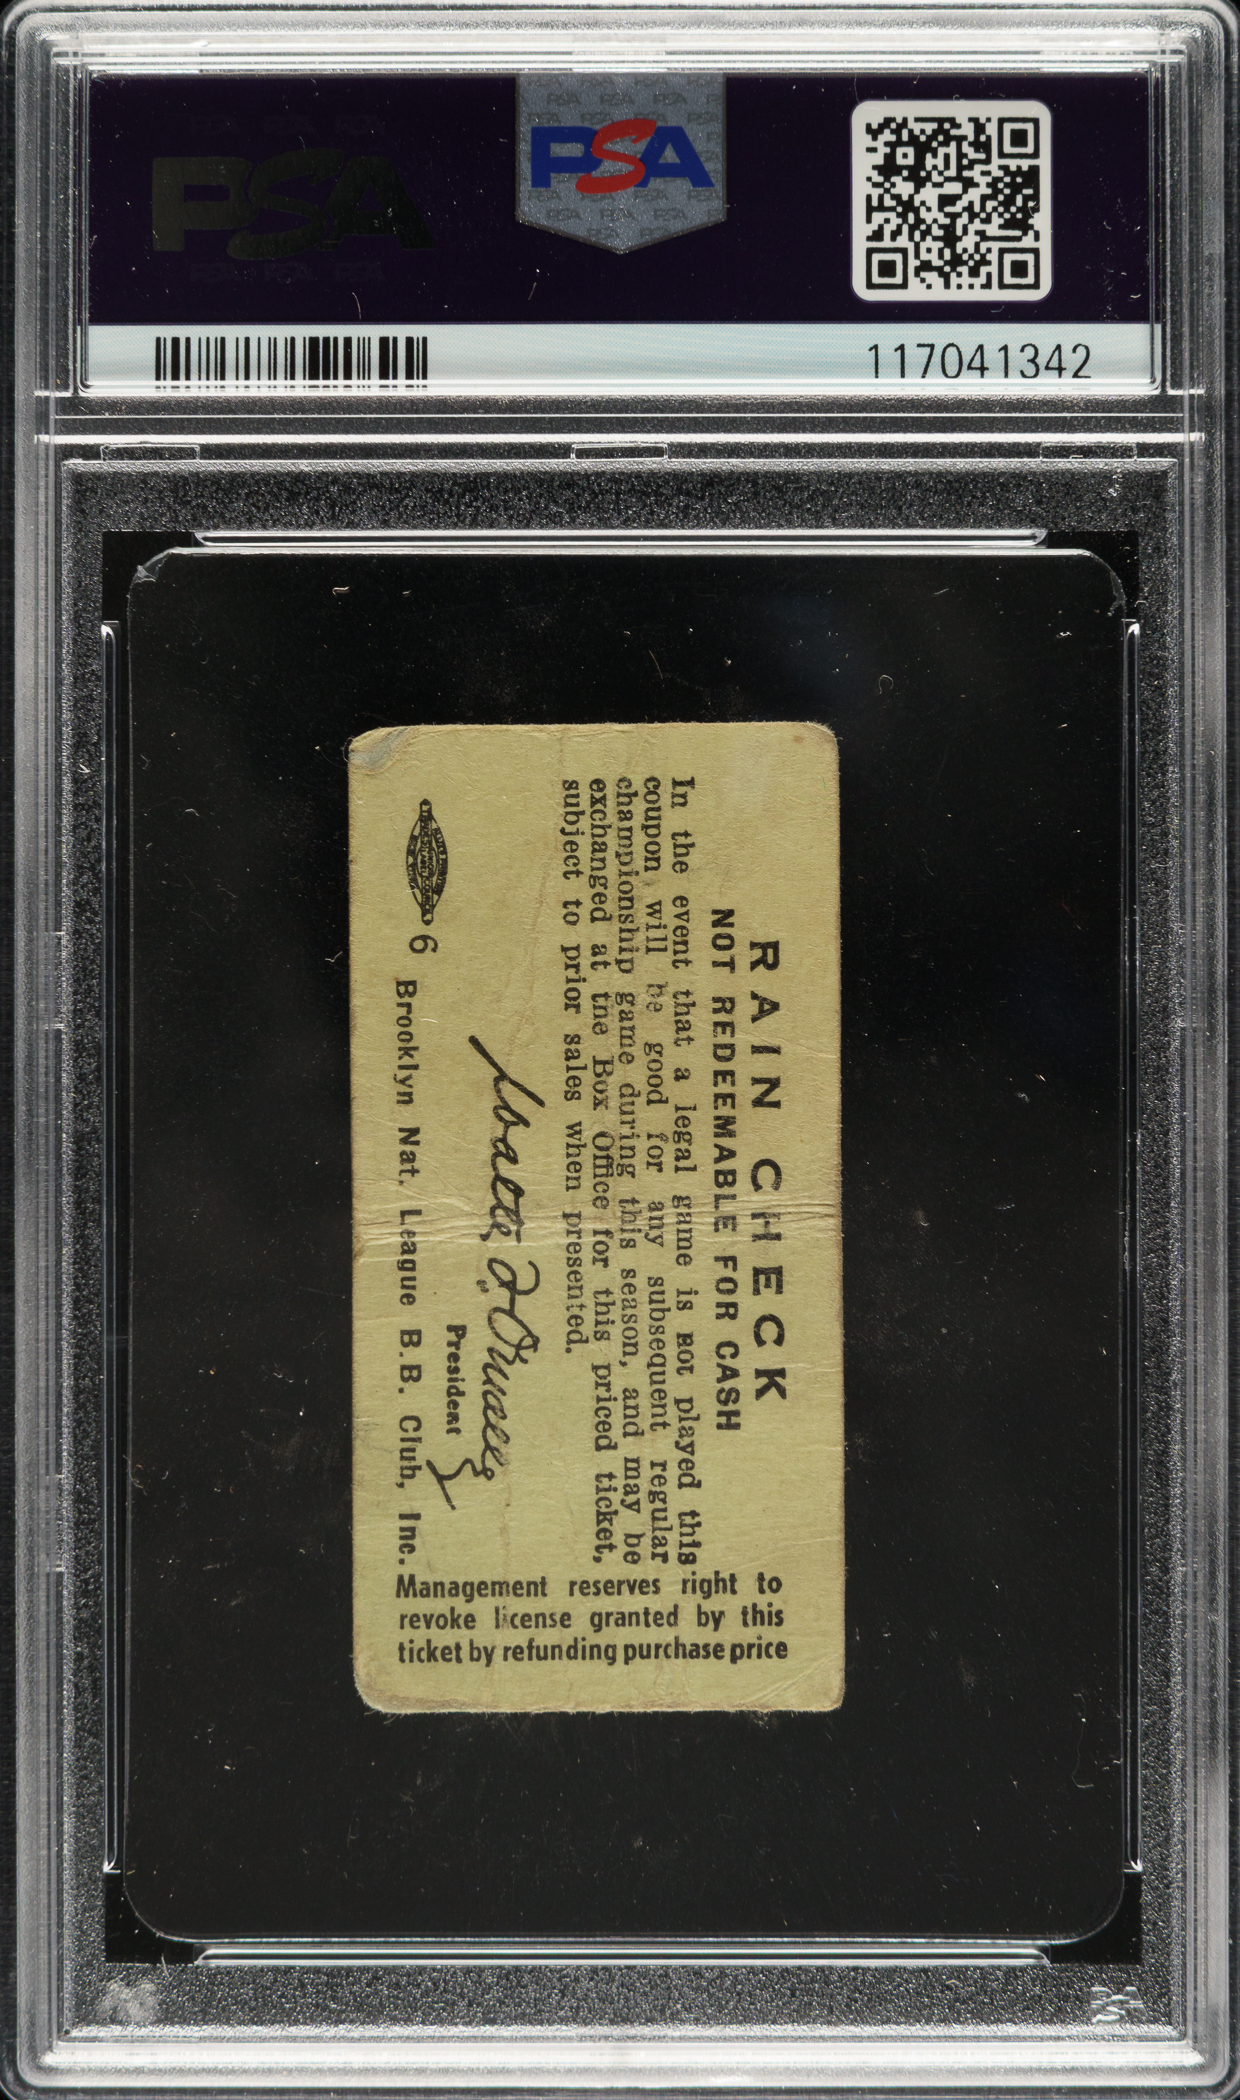 PSA
PSA
117041342
RAIN CHECK
NOT REDEEMABLE FOR CASH
In the event that a legal game is not played this
coupon will be good for any subsequent regular
championship game during this season, and may be
exchanged at the Box Office for this priced ticket,
subject to prior sales when presented.
Walter F. O'Malley
President
6 Brooklyn Nat. League B.B. Club, Inc.
Management reserves right to
revoke license granted by this
ticket by refunding purchase price
PSA